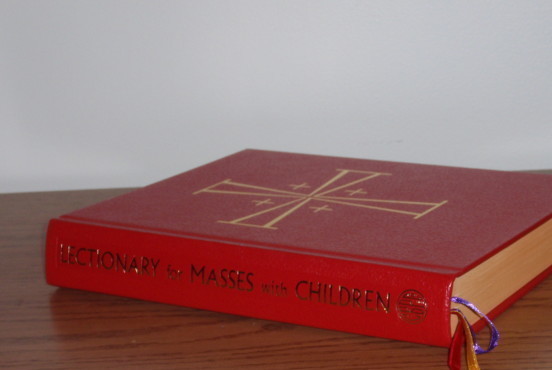 LECTIONARY for MASSES with CHILDREN